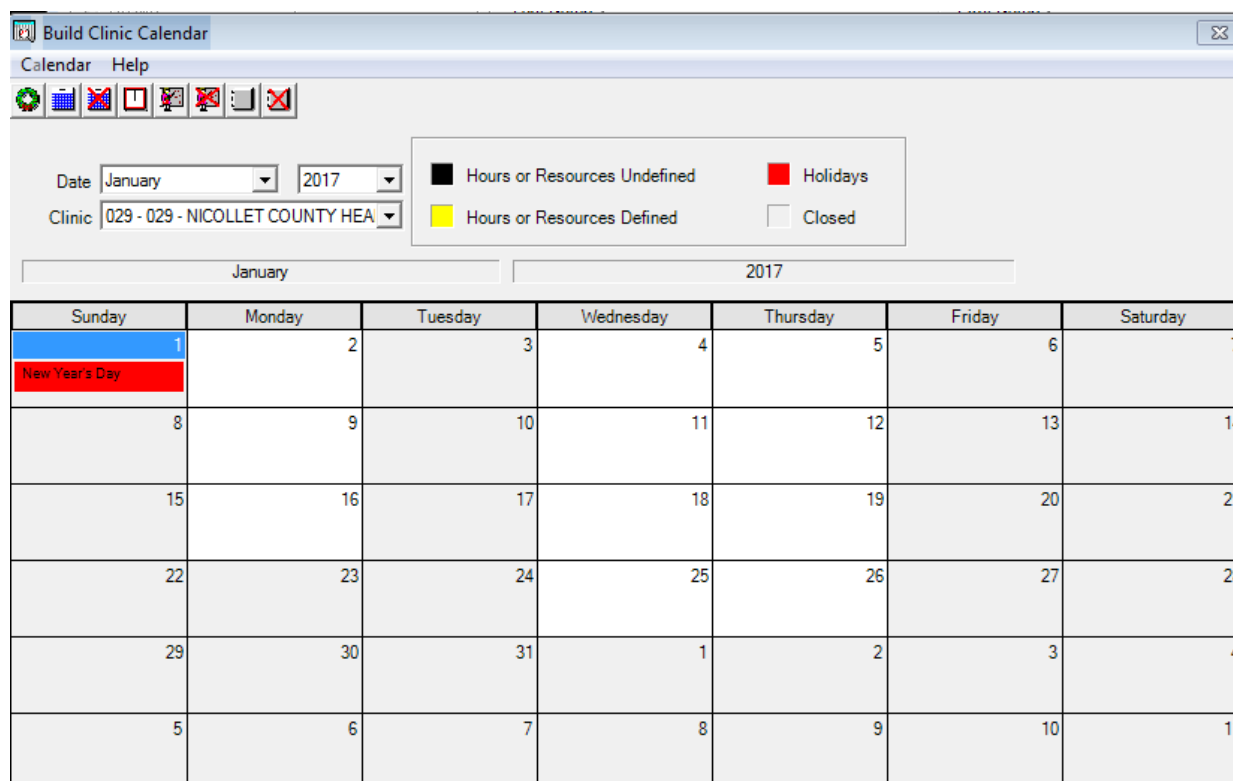 Build Clinic Calendar
Calendar Help
Date January 2017
Hours or Resources Undefined Holidays
Clinic 029 - 029 - NICOLLET COUNTY HEA
Hours or Resources Defined Closed
January 2017
Sunday Monday Tuesday Wednesday Thursday Friday Saturday
1 2 3 4 5 6
New Year's Day
8 9 10 11 12 13
15 16 17 18 19 20
22 23 24 25 26 27
29 30 31 1 2 3
5 6 7 8 9 10